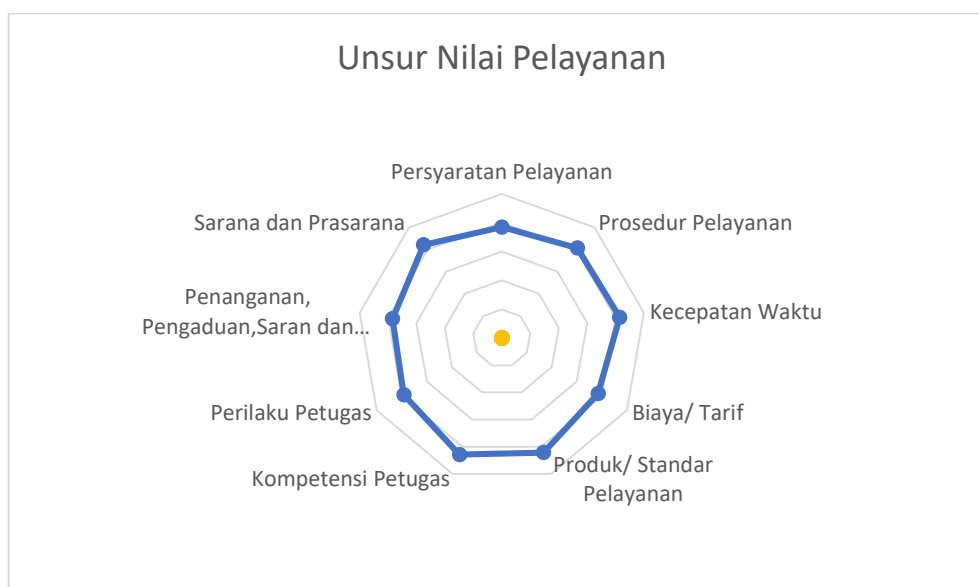 Unsur Nilai Pelayanan
Persyaratan Pelayanan
Prosedur Pelayanan
Kecepatan Waktu
Biaya/ Tarif
Produk/ Standar
Pelayanan
Kompetensi Petugas
Perilaku Petugas
Penanganan,
Pengaduan,Saran dan...
Sarana dan Prasarana